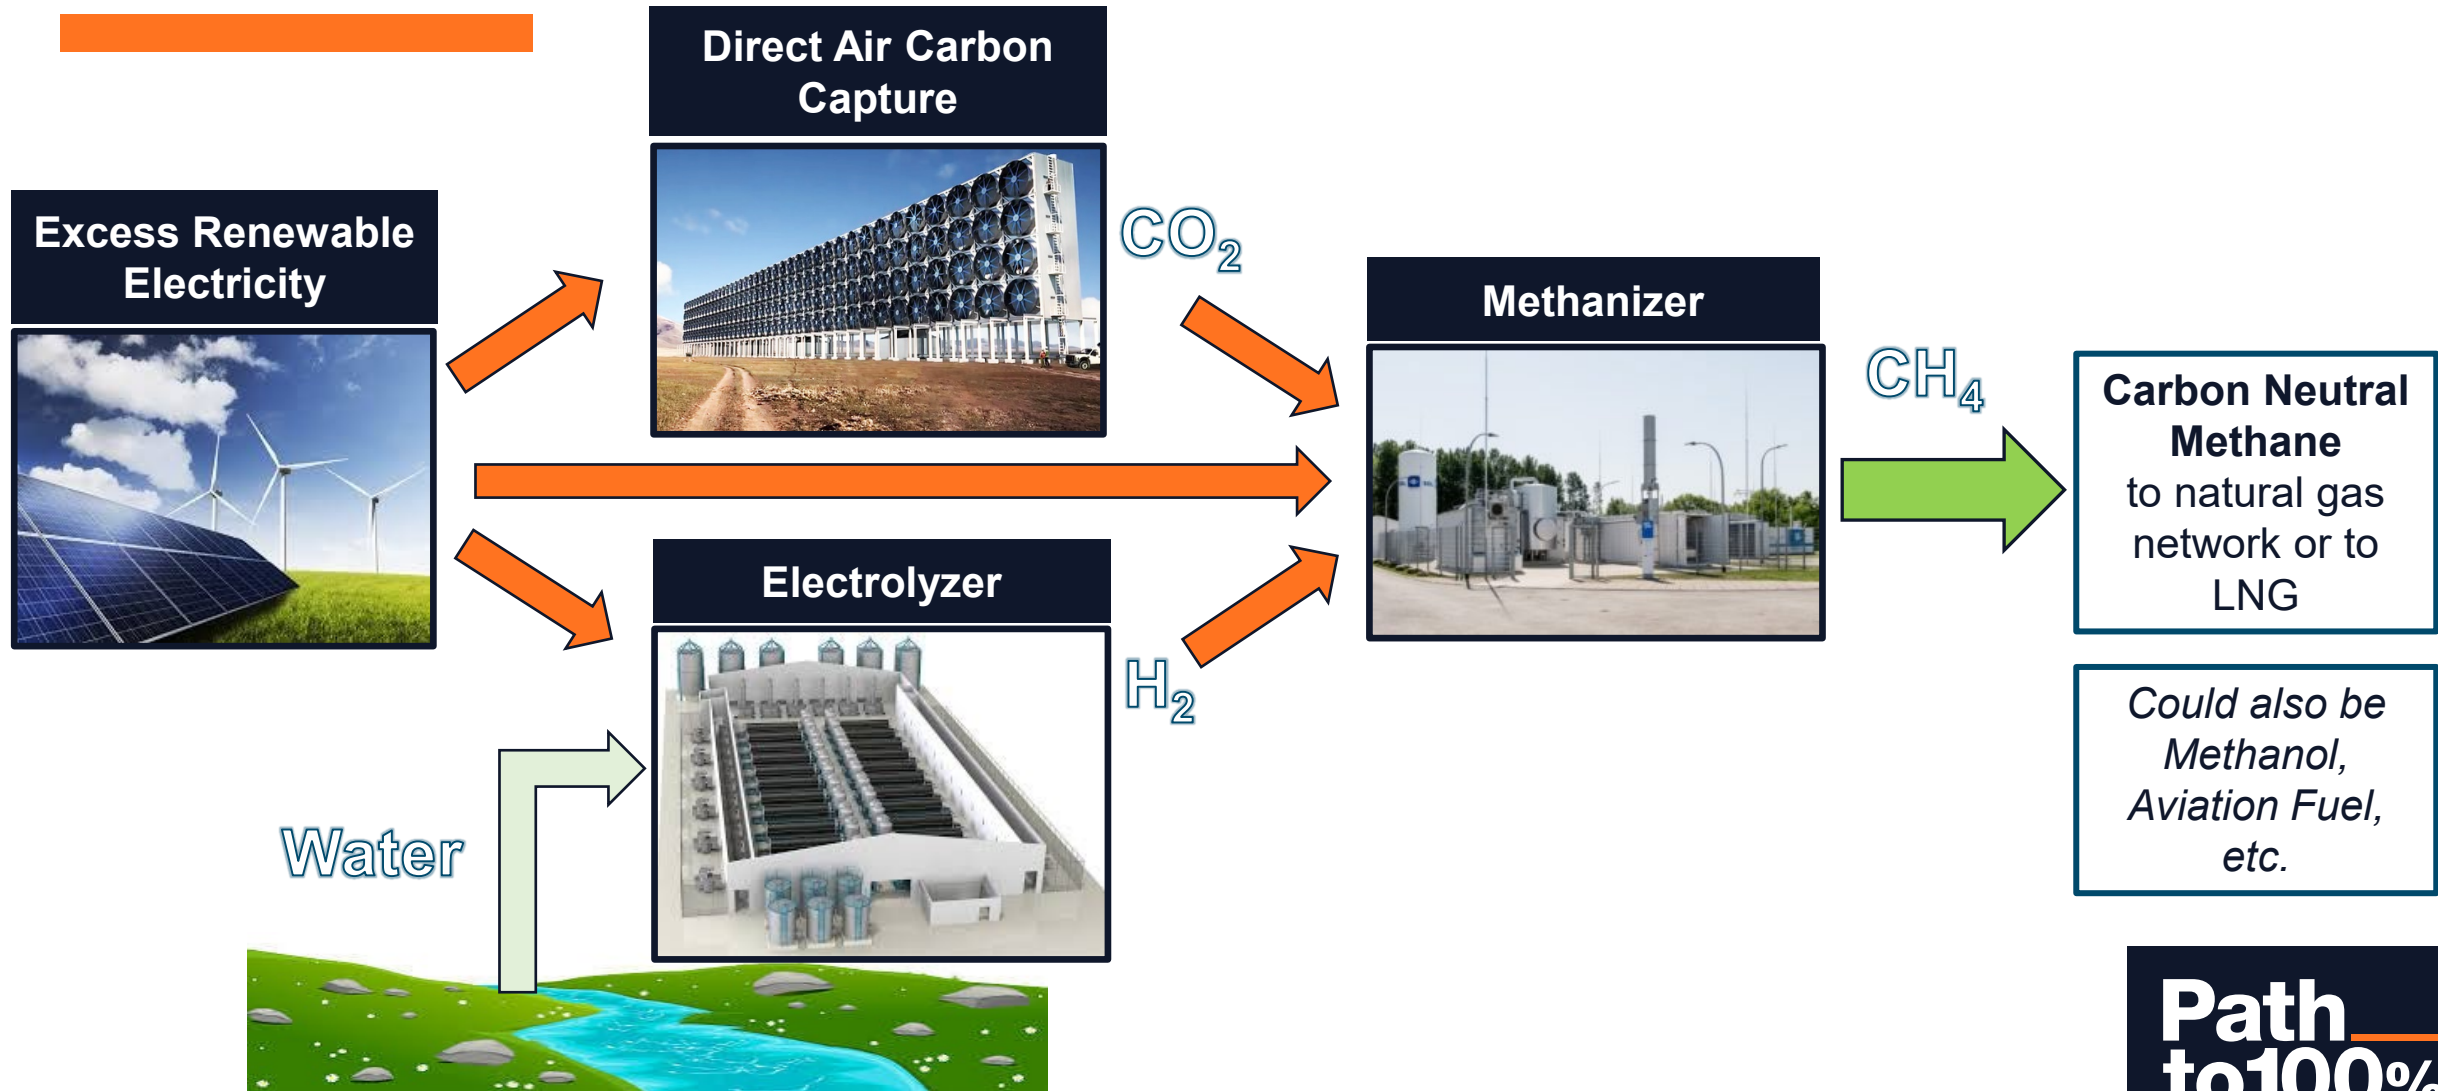 Direct Air Carbon
Capture
Excess Renewable
Electricity
CO₂
Methanizer
CH₄
Carbon Neutral
Methane
to natural gas
network or to
LNG
Electrolyzer
H₂
Water
Could also be
Methanol,
Aviation Fuel,
etc.
Path
to100%